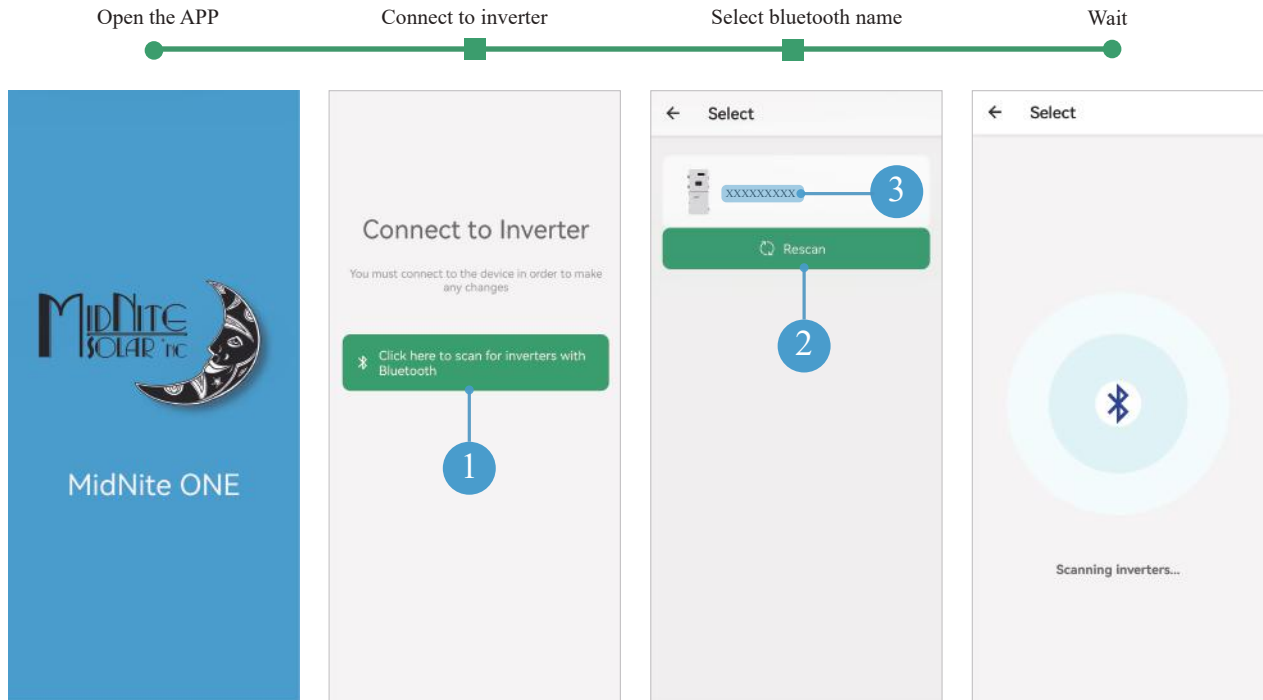 Open the APP
Connect to inverter
Select bluetooth name
Wait
MIDNITE
SOLAR INC
MidNite ONE
Connect to Inverter
You must connect to the device in order to make
any changes
Click here to scan for inverters with
Bluetooth
1
Select
XXXXXXXXX
3
Rescan
2
Select
Scanning inverters...